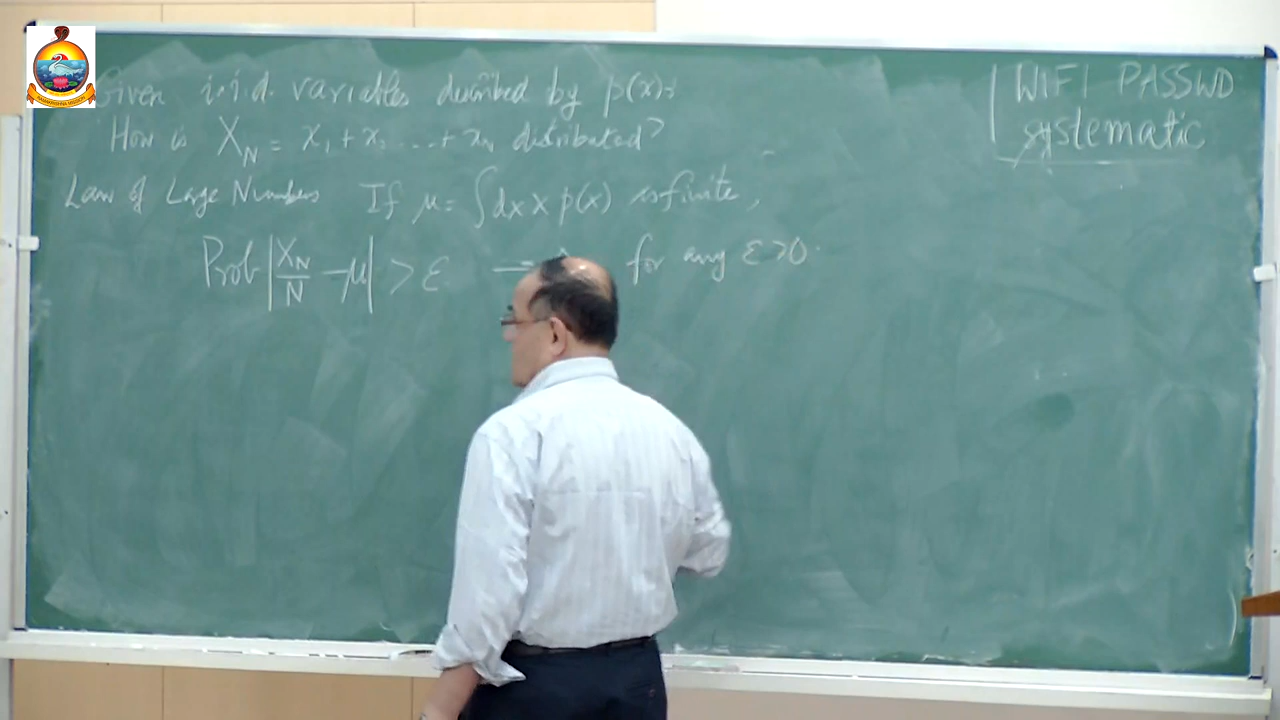 Given i.i.d. variables described by p(x):
How is X_N = x_1 + x_2 ... + x_N distributed?
Law of Large Numbers If μ = ∫dx x p(x) is finite,
Prob |X_N/N - μ| > ε → for any ε>0.
WIFI PASSWD
systematic